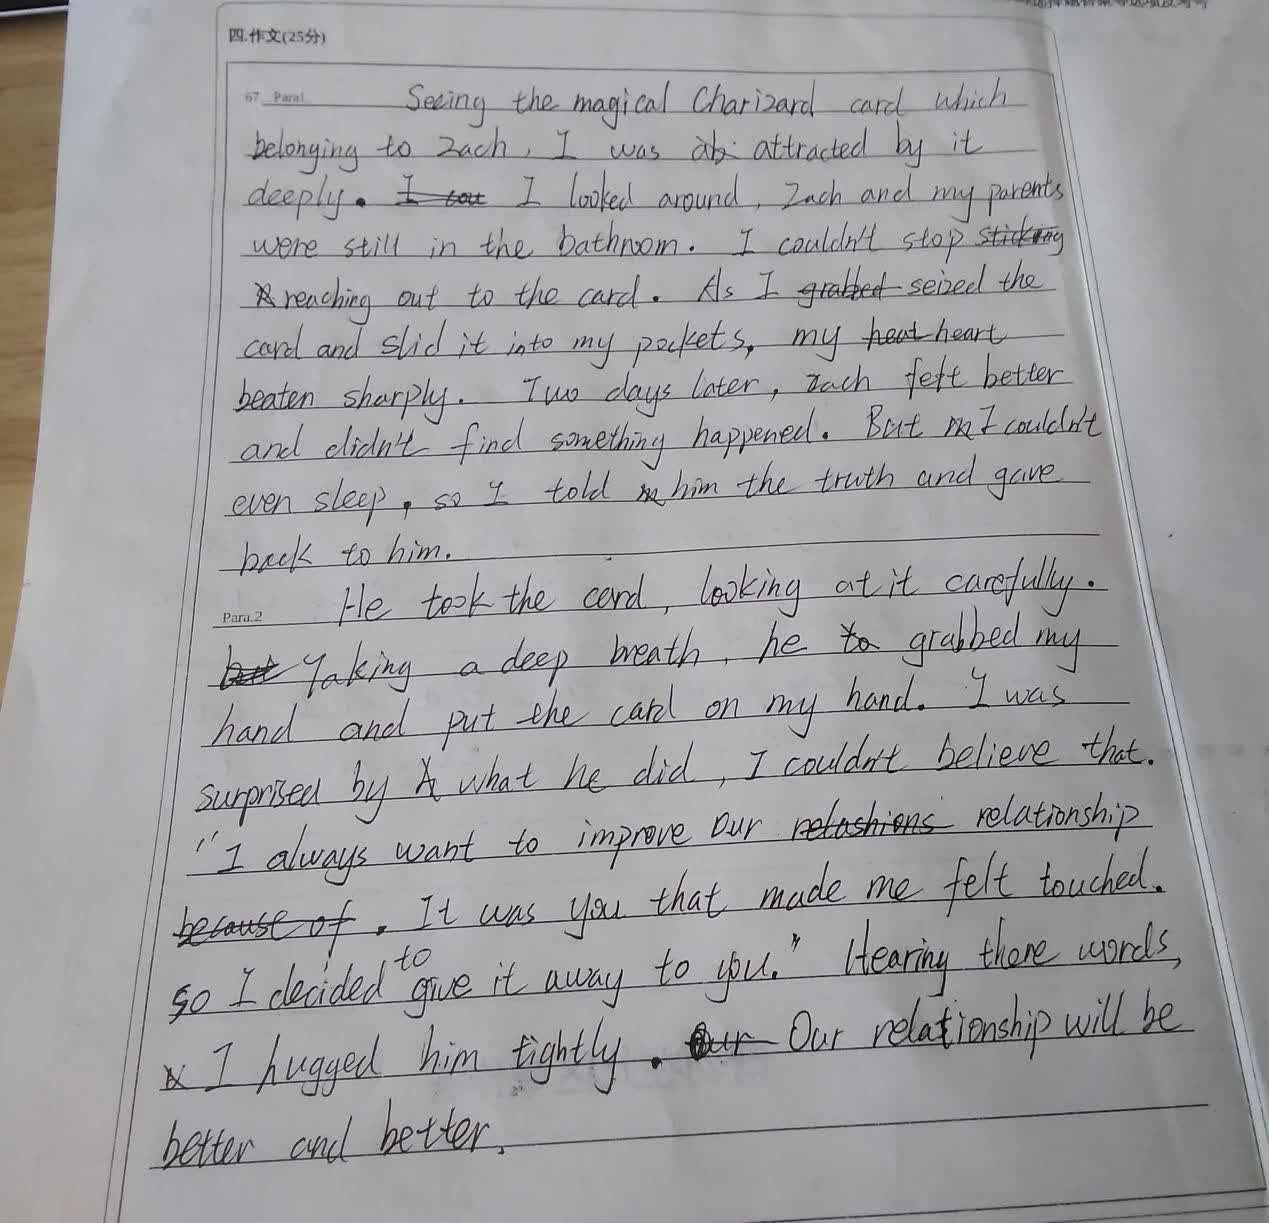 四.作文(25分)
67 Para1 Seeing the magical Charizard card which
belonging to Zach, I was ab attracted by it
deeply. I cou I looked around, Zach and my parents
were still in the bathroom. I couldn't stop sticking
reaching out to the card. As I grabbed seized the
card and slid it into my pockets, my heat heart
beaten sharply. Two days later, Zach felt better
and didn't find something happened. But m I couldn't
even sleep, so I told him the truth and gave
back to him.
Para.2 He took the card, looking at it carefully.
but Taking a deep breath, he to grabbed my
hand and put the card on my hand. I was
surprised by what he did, I couldn't believe that.
"I always want to improve our relashions relationship
because of. It was you that made me felt touched.
so I decided to give it away to you." Hearing there words,
I hugged him tightly. Our Our relationship will be
better and better.